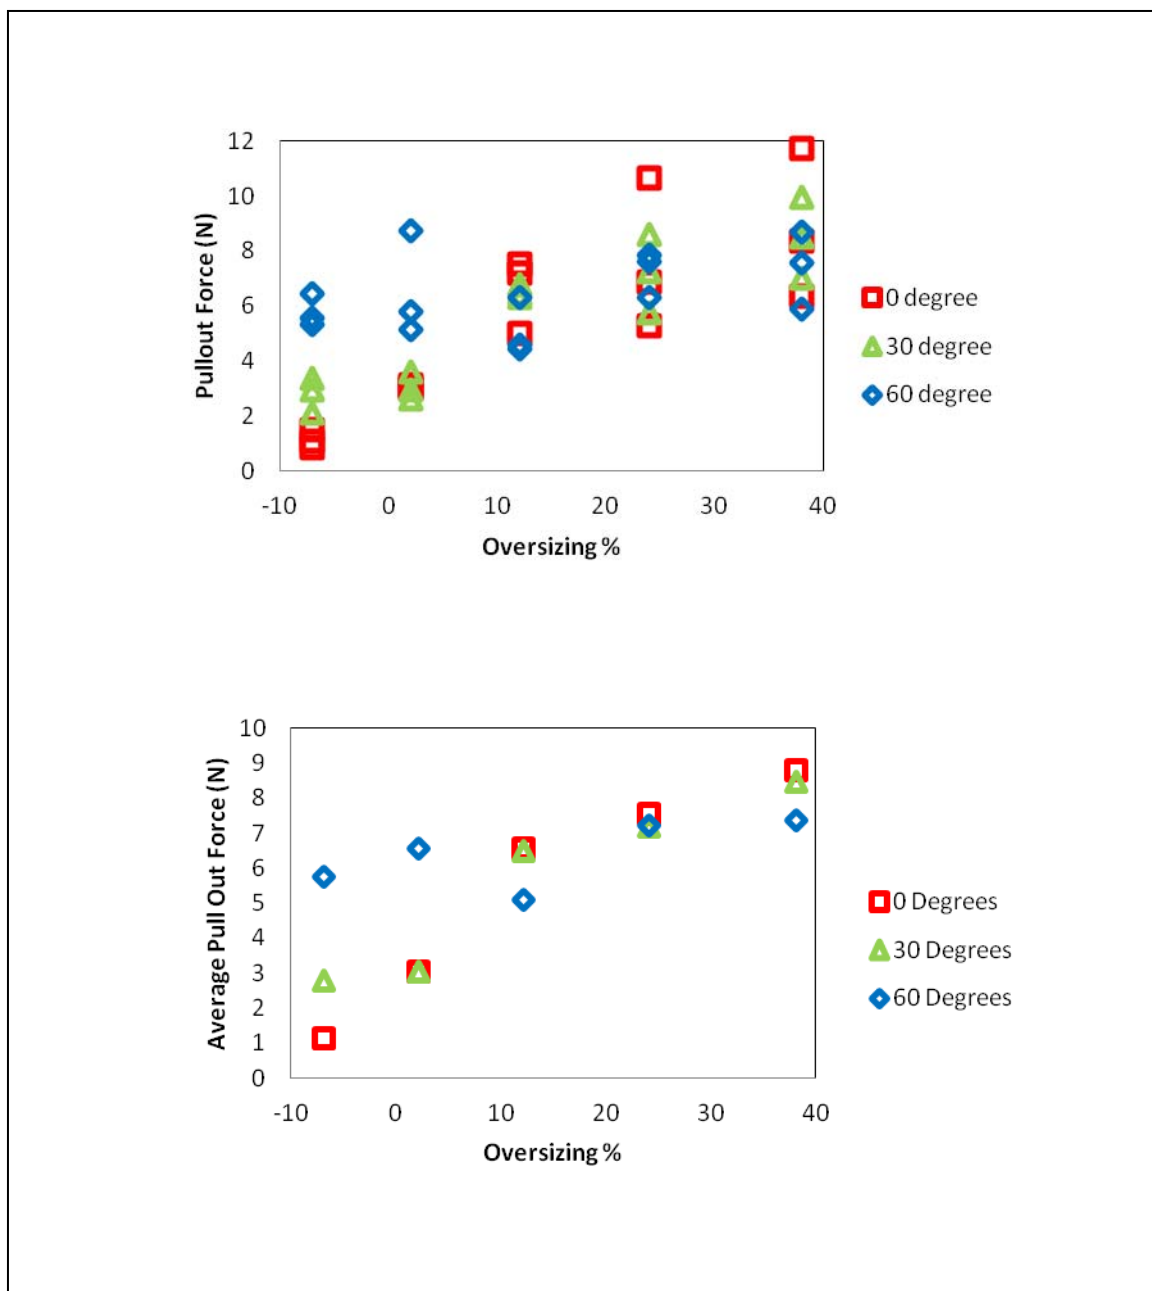 12
10
8
6
4
2
0
Pullout Force (N)
-10 0 10 20 30 40
Oversizing %
0 degree
30 degree
60 degree
10
9
8
7
6
5
4
3
2
1
0
Average Pull Out Force (N)
-10 0 10 20 30 40
Oversizing %
0 Degrees
30 Degrees
60 Degrees